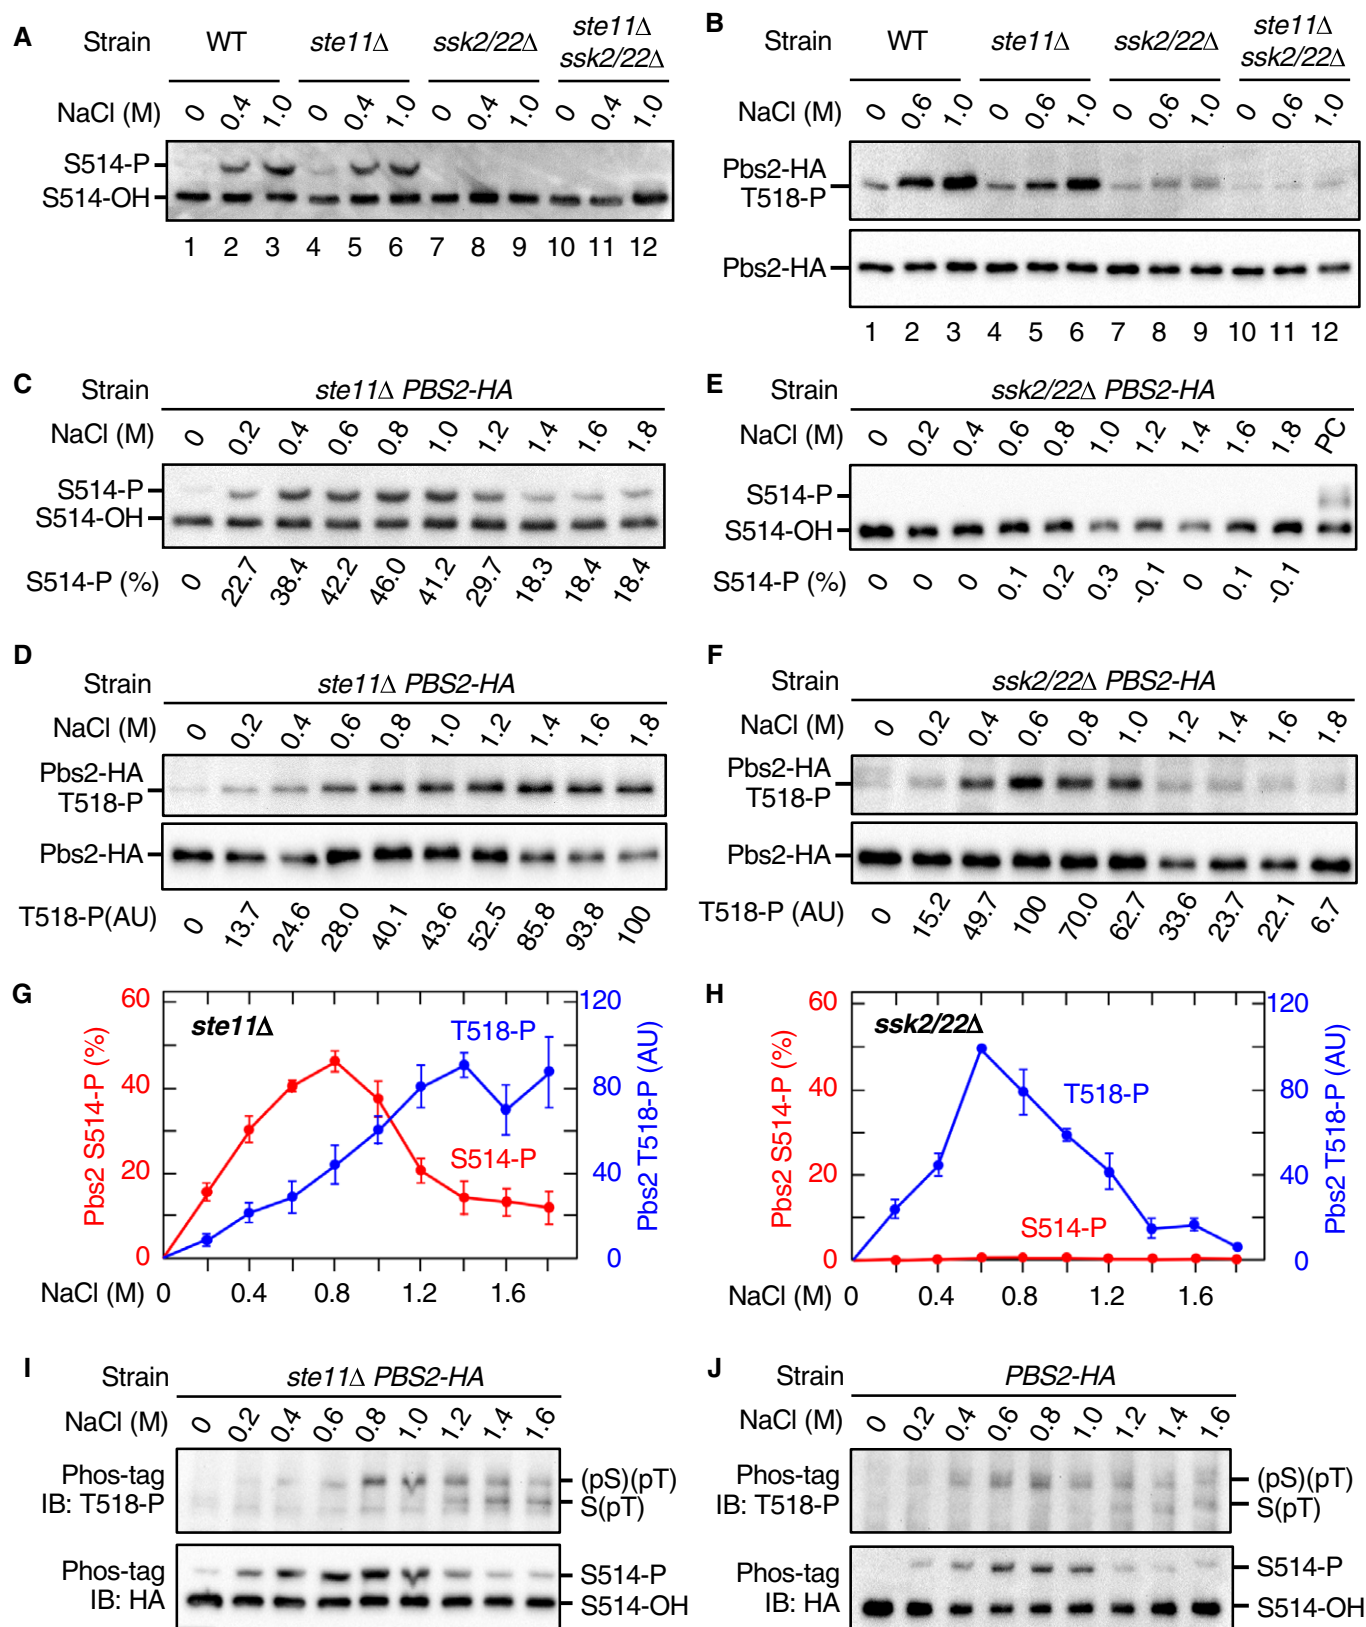 A
Strain WT ste11Δ ssk2/22Δ ste11Δ ssk2/22Δ
NaCl (M) 0 0.4 1.0 0 0.4 1.0 0 0.4 1.0 0 0.4 1.0
S514-P
S514-OH
1 2 3 4 5 6 7 8 9 10 11 12
B
Strain WT ste11Δ ssk2/22Δ ste11Δ ssk2/22Δ
NaCl (M) 0 0.6 1.0 0 0.6 1.0 0 0.6 1.0 0 0.6 1.0
Pbs2-HA
T518-P
Pbs2-HA
1 2 3 4 5 6 7 8 9 10 11 12
C
Strain ste11Δ PBS2-HA
NaCl (M) 0 0.2 0.4 0.6 0.8 1.0 1.2 1.4 1.6 1.8
S514-P
S514-OH
S514-P (%) 0 22.7 38.4 42.2 46.0 41.2 29.7 18.3 18.4 18.4
E
Strain ssk2/22Δ PBS2-HA
NaCl (M) 0 0.2 0.4 0.6 0.8 1.0 1.2 1.4 1.6 1.8 PC
S514-P
S514-OH
S514-P (%) 0 0 0 0.1 0.2 0.3 -0.1 0 0.1 -0.1
D
Strain ste11Δ PBS2-HA
NaCl (M) 0 0.2 0.4 0.6 0.8 1.0 1.2 1.4 1.6 1.8
Pbs2-HA
T518-P
Pbs2-HA
T518-P(AU) 0 13.7 24.6 28.0 40.1 43.6 52.5 85.8 93.8 100
F
Strain ssk2/22Δ PBS2-HA
NaCl (M) 0 0.2 0.4 0.6 0.8 1.0 1.2 1.4 1.6 1.8
Pbs2-HA
T518-P
Pbs2-HA
T518-P(AU) 0 15.2 49.7 100 70.0 62.7 33.6 23.7 22.1 6.7
G
Pbs2 S514-P (%)
60
40
20
0
ste11Δ
T518-P
S514-P
120
80
40
0
Pbs2 T518-P (AU)
NaCl (M) 0 0.4 0.8 1.2 1.6
H
Pbs2 S514-P (%)
60
40
20
0
ssk2/22Δ
T518-P
S514-P
120
80
40
0
Pbs2 T518-P (AU)
NaCl (M) 0 0.4 0.8 1.2 1.6
I
Strain ste11Δ PBS2-HA
NaCl (M) 0 0.2 0.4 0.6 0.8 1.0 1.2 1.4 1.6
Phos-tag
IB: T518-P
(pS)(pT)
S(pT)
Phos-tag
IB: HA
S514-P
S514-OH
J
Strain PBS2-HA
NaCl (M) 0 0.2 0.4 0.6 0.8 1.0 1.2 1.4 1.6
Phos-tag
IB: T518-P
(pS)(pT)
S(pT)
Phos-tag
IB: HA
S514-P
S514-OH